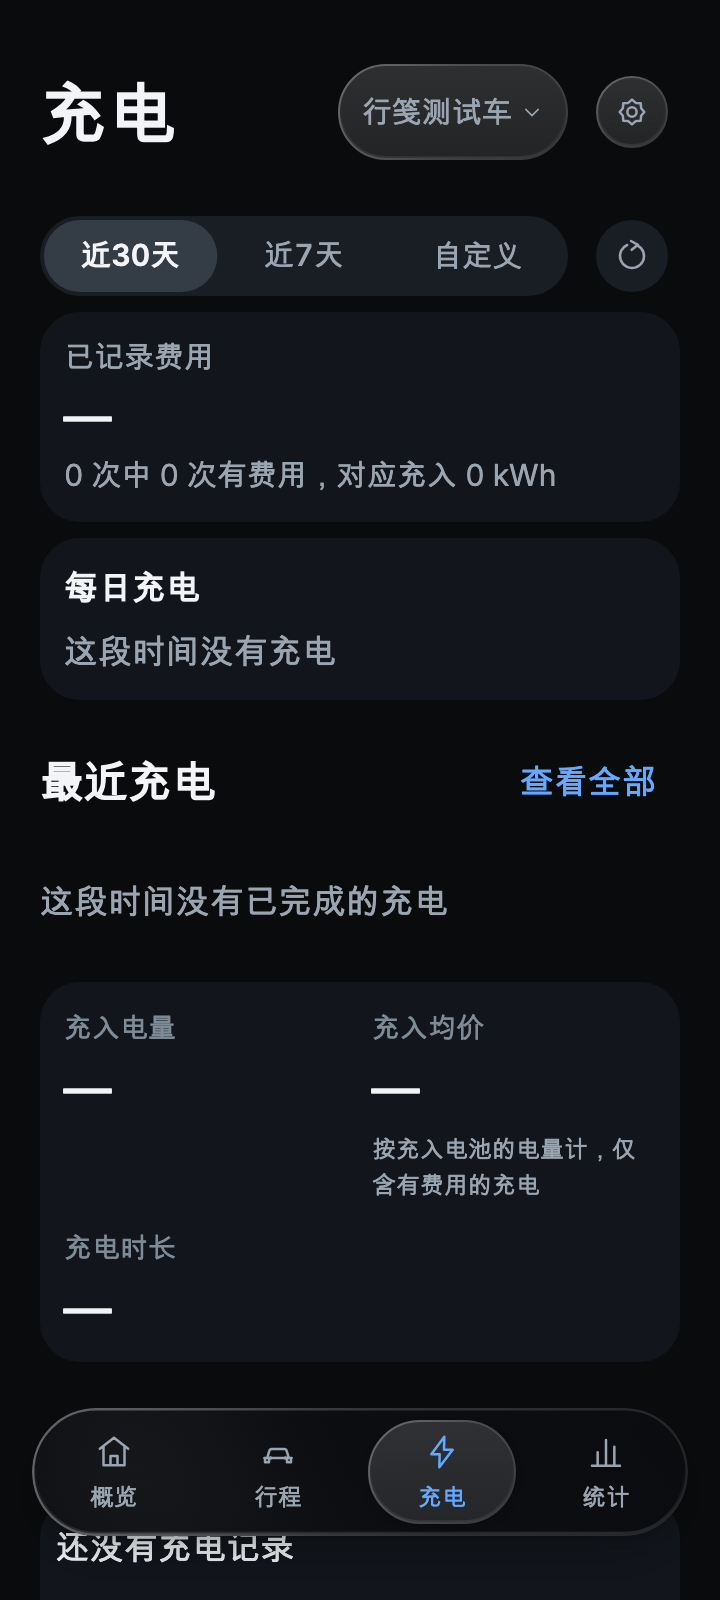 充电
行笺测试车
近30天
近7天
自定义
已记录费用
—
0 次中 0 次有费用，对应充入 0 kWh
每日充电
这段时间没有充电
最近充电
查看全部
这段时间没有已完成的充电
充入电量
充入均价
—
—
按充入电池的电量计，仅
含有费用的充电
充电时长
—
概览
行程
充电
统计
还没有充电记录